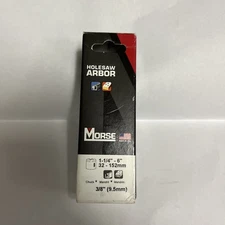 HOLESAW
ARBOR
MORSE
1-1/4" - 6"
32 - 152mm
3/8" (9.5mm)